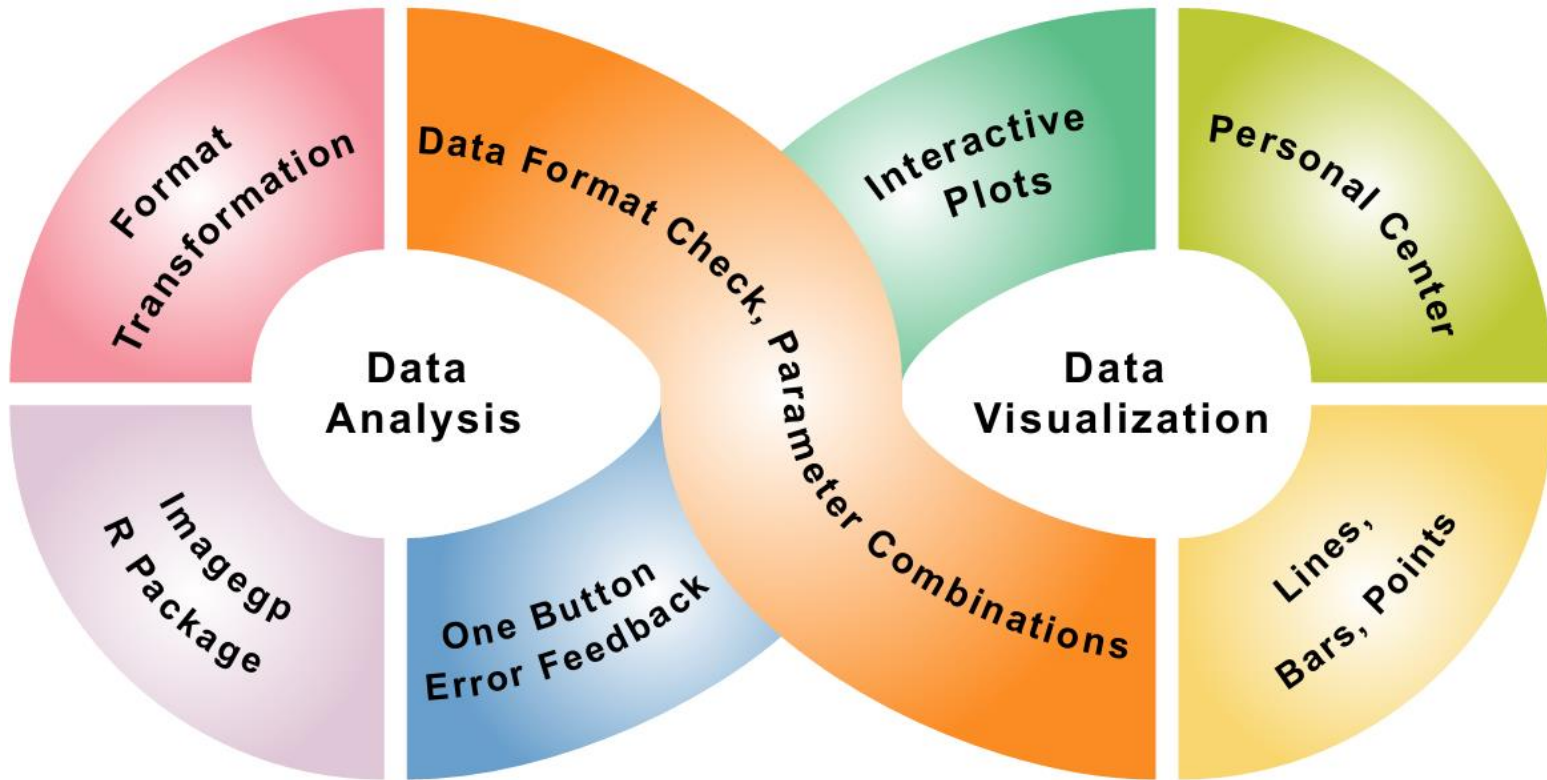 Format
Transformation
Data Format Check, Parameter Combinations
Interactive
Plots
Personal Center
Data
Analysis
Data
Visualization
Imagegp
R Package
One Button
Error Feedback
Lines,
Bars, Points